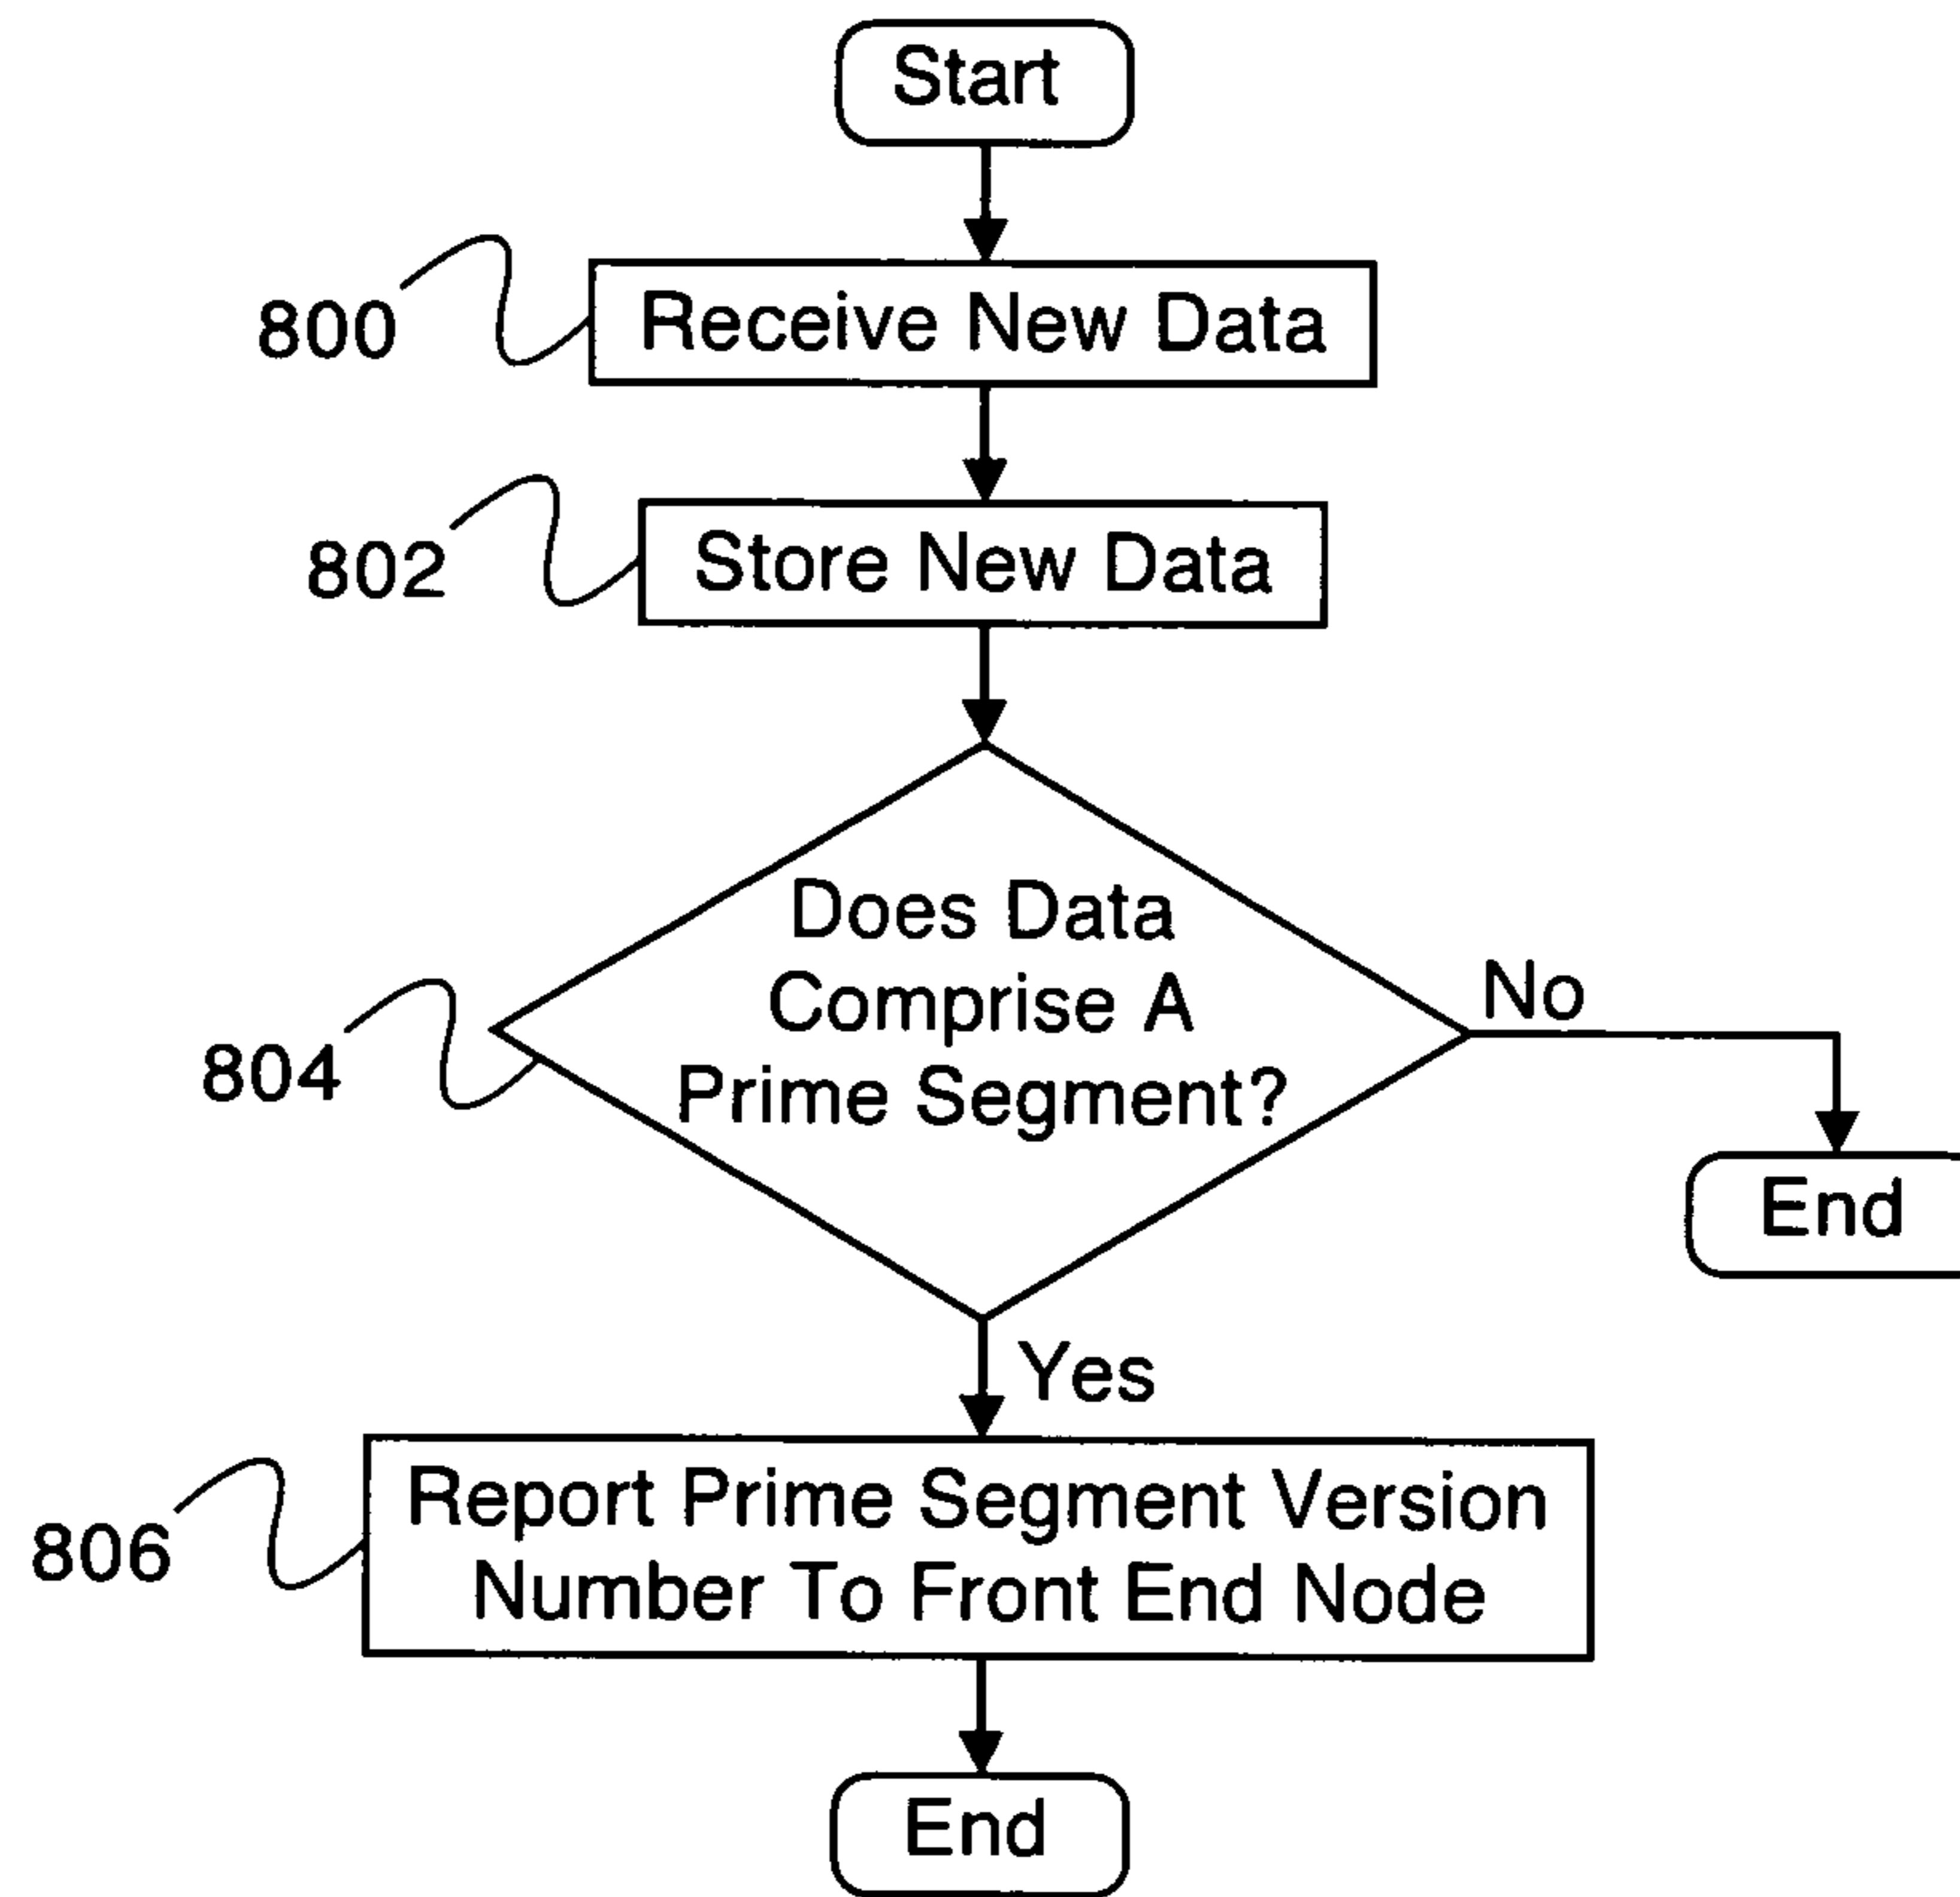 Start
800
Receive New Data
802
Store New Data
Does Data
Comprise A
Prime Segment?
804
No
End
Yes
806
Report Prime Segment Version
Number To Front End Node
End